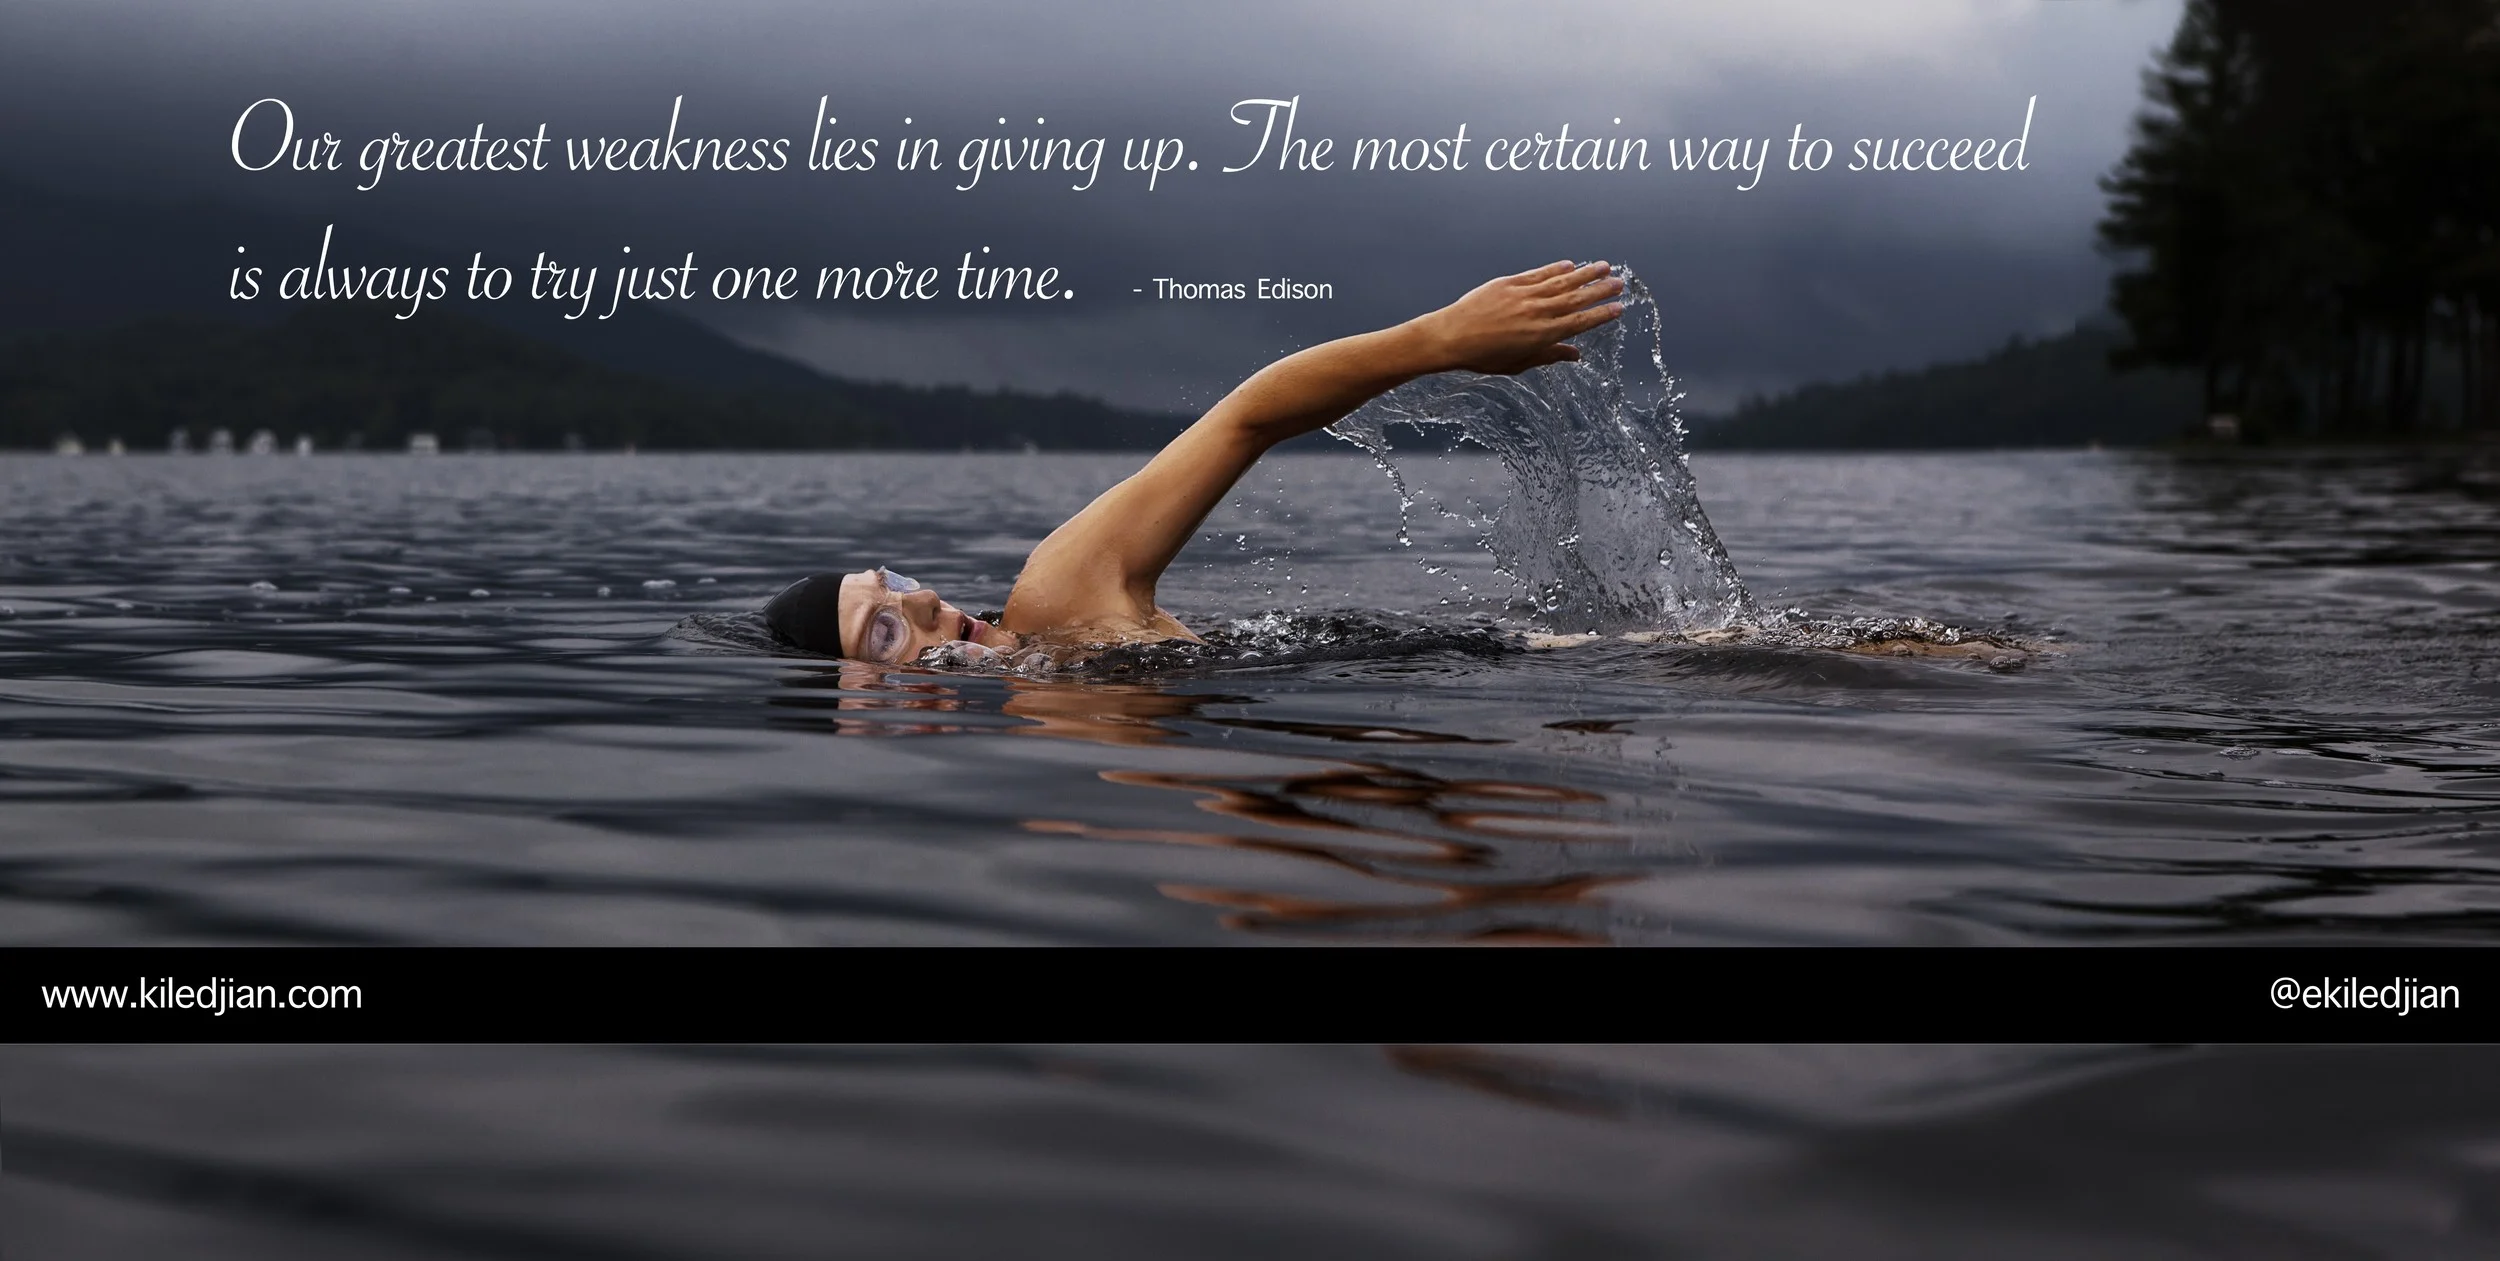 Our greatest weakness lies in giving up. The most certain way to succeed
is always to try just one more time. - Thomas Edison
www.kiledjian.com
@ekiledjian